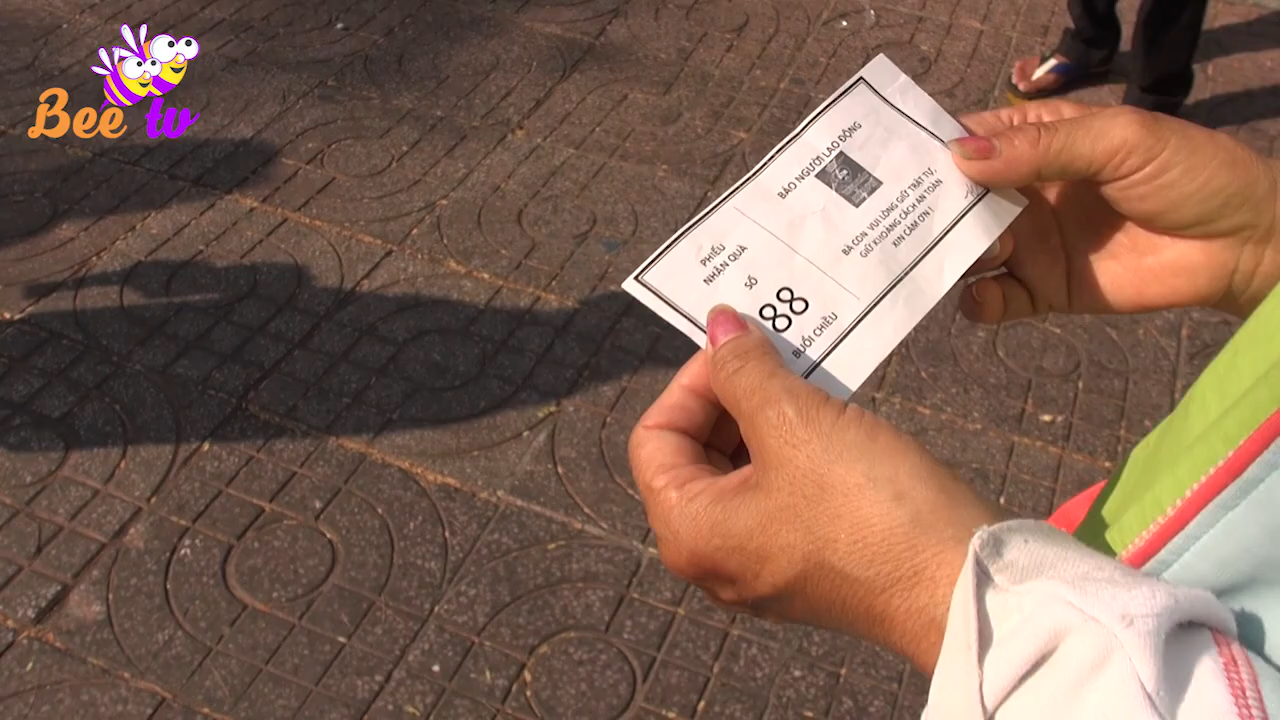 Bee tv
BÁO NGƯỜI LAO ĐỘNG
BÀ CON VUI LÒNG GIỮ TRẬT TỰ,
GIỮ KHOẢNG CÁCH AN TOÀN
XIN CẢM ƠN !
PHIẾU
NHẬN QUÀ
SỐ
88
BUỔI CHIỀU